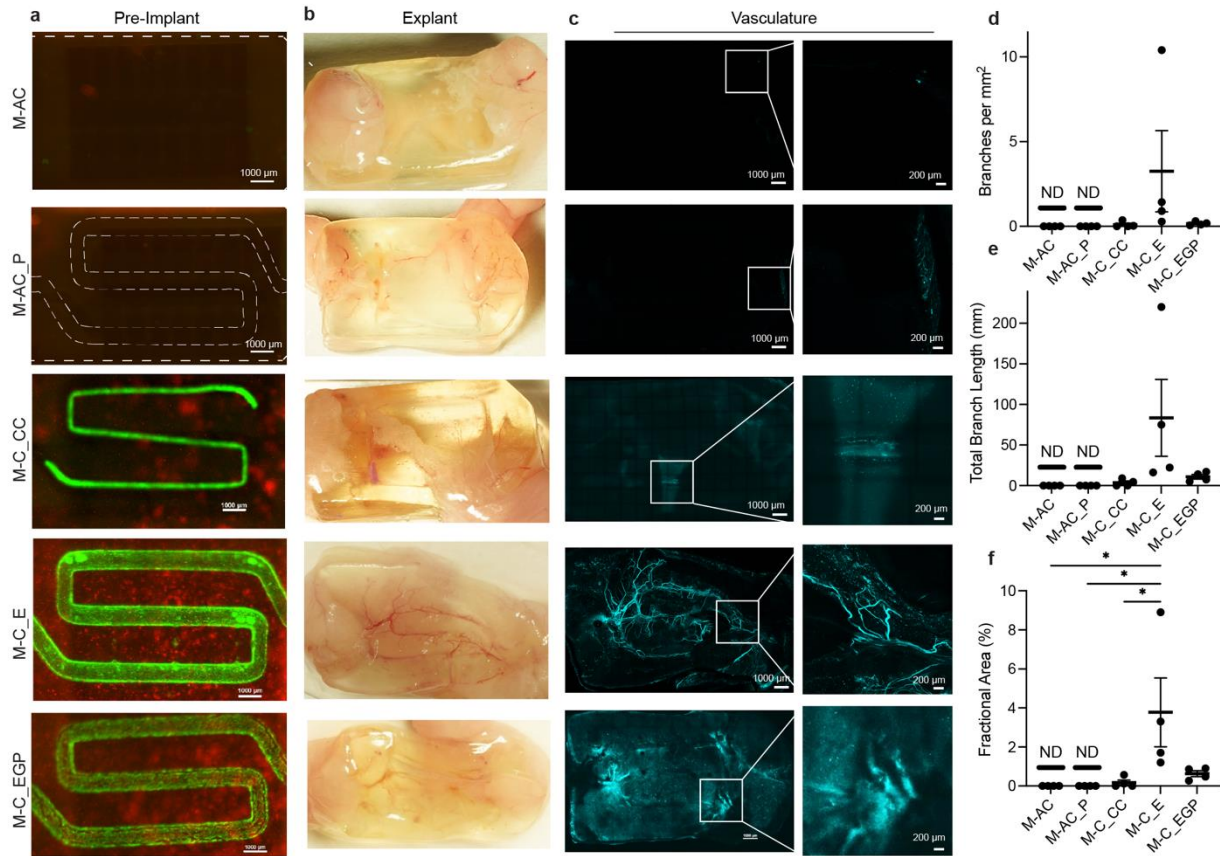 a
Pre-Implant
b
Explant
c
Vasculature
M-AC
1000 µm
1000 µm
200 µm
M-AC_P
1000 µm
1000 µm
200 µm
M-C_CC
1000 µm
1000 µm
200 µm
M-C_E
1000 µm
1000 µm
200 µm
M-C_EGP
1000 µm
1000 µm
200 µm
d
Branches per mm²
10
5
0
ND
ND
M-AC
M-AC_P
M-C_CC
M-C_E
M-C_EGP
e
Total Branch Length (mm)
200
150
100
50
0
ND
ND
M-AC
M-AC_P
M-C_CC
M-C_E
M-C_EGP
f
Fractional Area (%)
10
8
6
4
2
0
*
*
*
ND
ND
M-AC
M-AC_P
M-C_CC
M-C_E
M-C_EGP